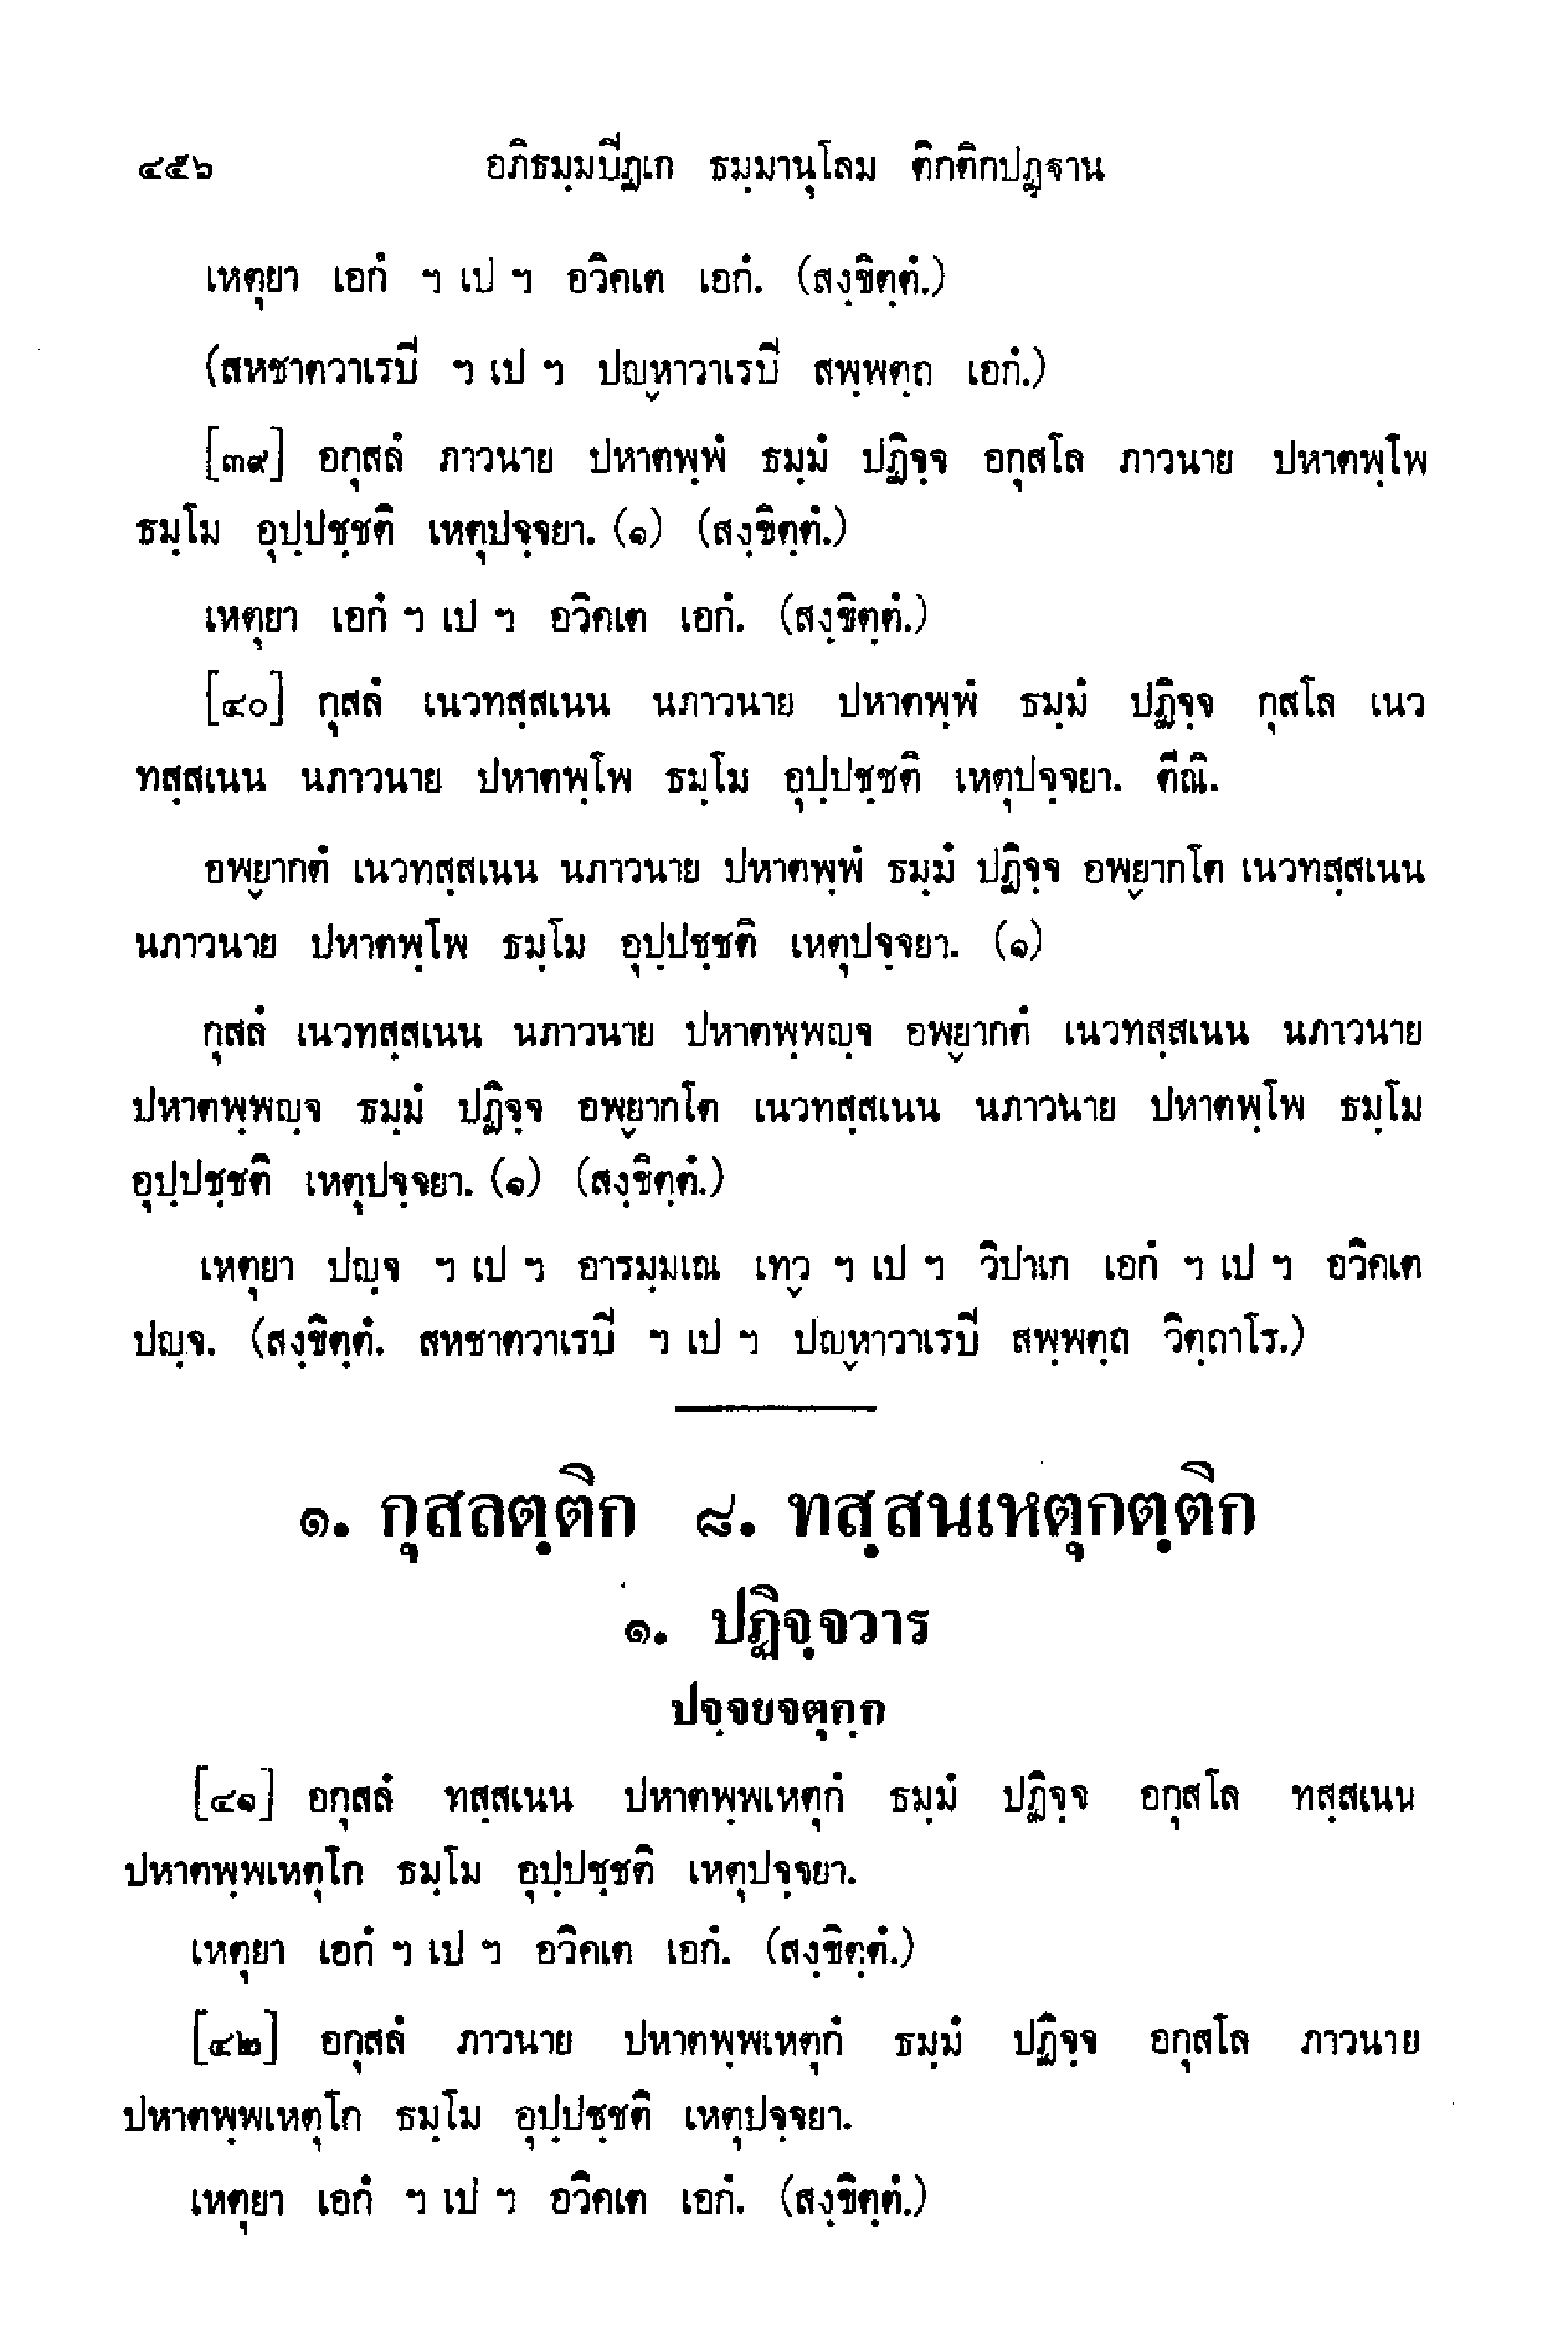 ๔๕๖ อภิธมฺมปิฏเก ธมฺมานุโลม ติกติกปฏฺฐาน
เหตุยา เอกํ ฯ เป ฯ อวิคเต เอกํ. (สงฺขิตฺตํ.)
(สหชาตวาเรปิ ฯ เป ฯ ปญฺหาวาเรปิ สพฺพตฺถ เอกํ.)
[๓๙] อกุสลํ ภาวนาย ปหาตพฺพํ ธมฺมํ ปฏิจฺจ อกุสโล ภาวนาย ปหาตพฺโพ
ธมฺโม อุปฺปชฺชติ เหตุปจฺจยา. (๑) (สงฺขิตฺตํ.)
เหตุยา เอกํ ฯ เป ฯ อวิคเต เอกํ. (สงฺขิตฺตํ.)
[๔๐] กุสลํ เนวทสฺสเนน นภาวนาย ปหาตพฺพํ ธมฺมํ ปฏิจฺจ กุสโล เนว
ทสฺสเนน นภาวนาย ปหาตพฺโพ ธมฺโม อุปฺปชฺชติ เหตุปจฺจยา. ตีณิ.
อพฺยากตํ เนวทสฺสเนน นภาวนาย ปหาตพฺพํ ธมฺมํ ปฏิจฺจ อพฺยากโต เนวทสฺสเนน
นภาวนาย ปหาตพฺโพ ธมฺโม อุปฺปชฺชติ เหตุปจฺจยา. (๑)
กุสลํ เนวทสฺสเนน นภาวนาย ปหาตพฺพญฺจ อพฺยากตํ เนวทสฺสเนน นภาวนาย
ปหาตพฺพญฺจ ธมฺมํ ปฏิจฺจ อพฺยากโต เนวทสฺสเนน นภาวนาย ปหาตพฺโพ ธมฺโม
อุปฺปชฺชติ เหตุปจฺจยา. (๑) (สงฺขิตฺตํ.)
เหตุยา ปญฺจ ฯ เป ฯ อารมฺมเณ เทฺว ฯ เป ฯ วิปาเก เอกํ ฯ เป ฯ อวิคเต
ปญฺจ. (สงฺขิตฺตํ. สหชาตวาเรปิ ฯ เป ฯ ปญฺหาวาเรปิ สพฺพตฺถ วิตฺถาโร.)
๑. กุสลตฺติก ๘. ทสฺสนเหตุกตฺติก
๑. ปฏิจฺจวาร
ปจฺจยจตุกฺก
[๔๑] อกุสลํ ทสฺสเนน ปหาตพฺพเหตุกํ ธมฺมํ ปฏิจฺจ อกุสโล ทสฺสเนน
ปหาตพฺพเหตุโก ธมฺโม อุปฺปชฺชติ เหตุปจฺจยา.
เหตุยา เอกํ ฯ เป ฯ อวิคเต เอกํ. (สงฺขิตฺตํ.)
[๔๒] อกุสลํ ภาวนาย ปหาตพฺพเหตุกํ ธมฺมํ ปฏิจฺจ อกุสโล ภาวนาย
ปหาตพฺพเหตุโก ธมฺโม อุปฺปชฺชติ เหตุปจฺจยา.
เหตุยา เอกํ ฯ เป ฯ อวิคเต เอกํ. (สงฺขิตฺตํ.)